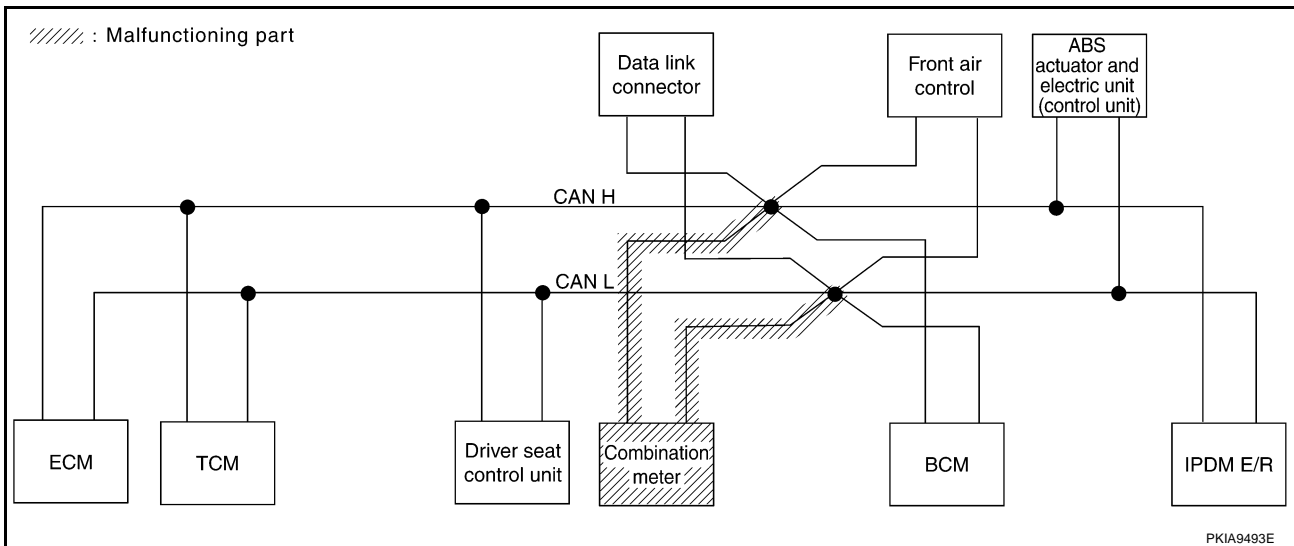 : Malfunctioning part
Data link
connector
Front air
control
ABS
actuator and
electric unit
(control unit)
CAN H
CAN L
ECM
TCM
Driver seat
control unit
Combination
meter
BCM
IPDM E/R
PKIA9493E